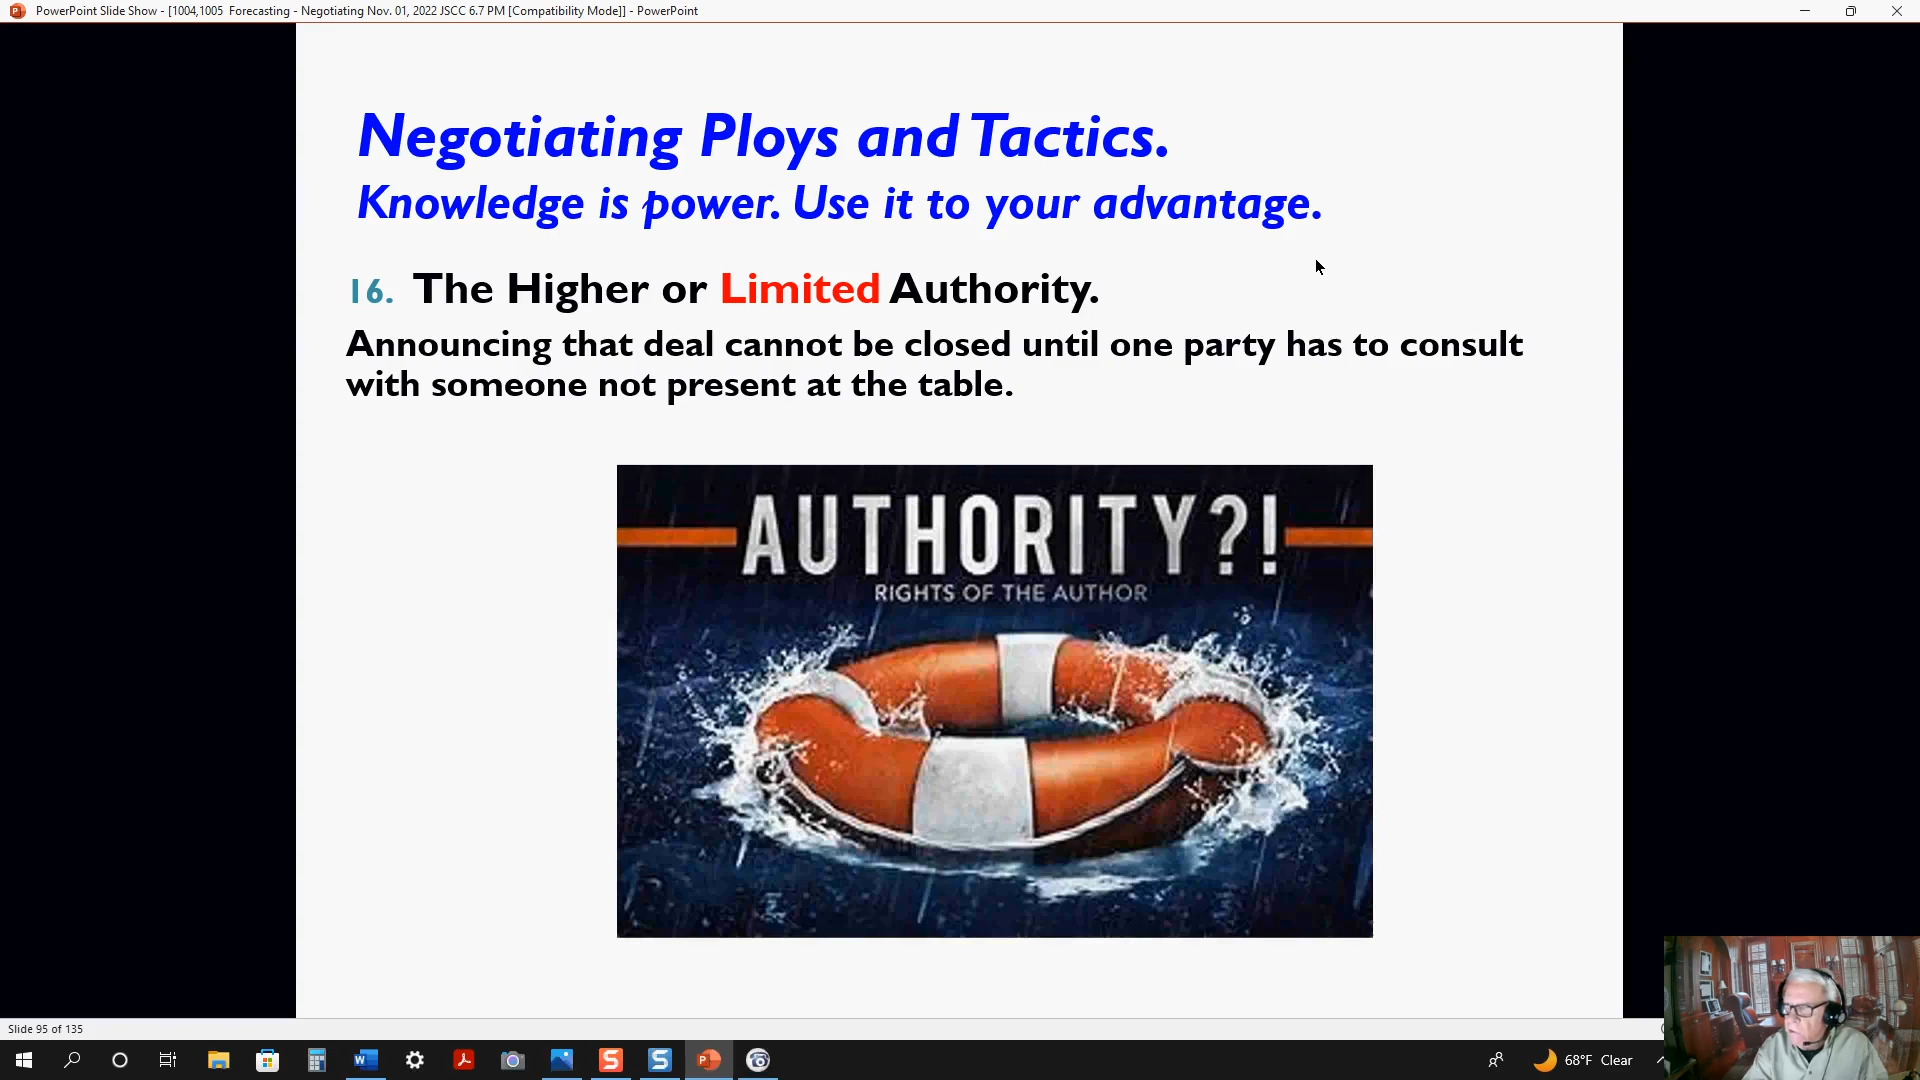 PowerPoint Slide Show - [1004,1005 Forecasting - Negotiating Nov. 01, 2022 JSCC 6.7 PM [Compatibility Mode]] - PowerPoint
Negotiating Ploys and Tactics.
Knowledge is power. Use it to your advantage.
16. The Higher or Limited Authority.
Announcing that deal cannot be closed until one party has to consult
with someone not present at the table.
AUTHORITY?!
RIGHTS OF THE AUTHOR
Slide 95 of 135
68°F Clear